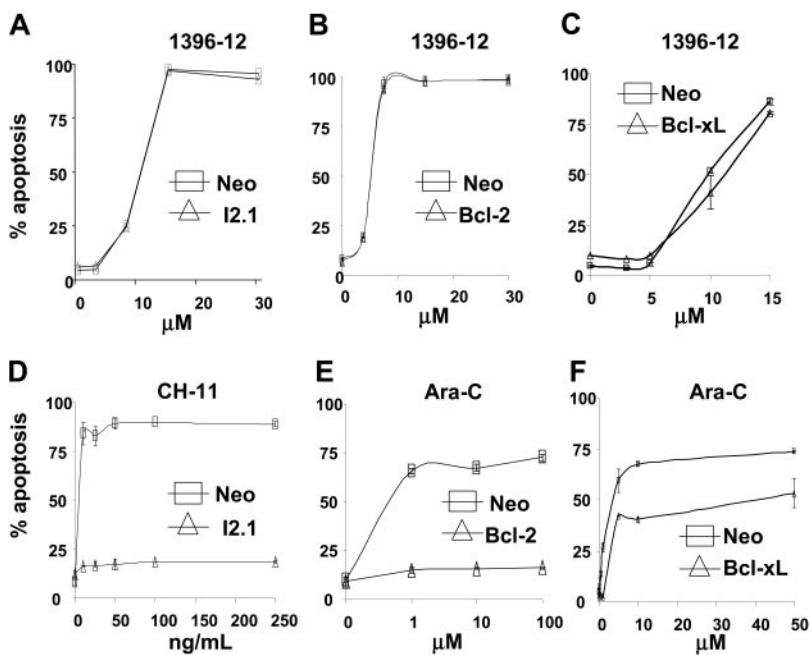 A
1396-12
% apoptosis
100
75
50
25
0
Neo
I2.1
0 10 20 30
µM
B
1396-12
100
75
50
25
0
Neo
Bcl-2
0 10 20 30
µM
C
1396-12
100
75
50
25
0
Neo
Bcl-xL
0 5 10 15
µM
D
CH-11
% apoptosis
100
75
50
25
0
Neo
I2.1
0 50 100 150 200 250
ng/mL
E
Ara-C
100
75
50
25
0
Neo
Bcl-2
0 1 10 100
µM
F
Ara-C
100
75
50
25
0
Neo
Bcl-xL
0 10 20 30 40 50
µM